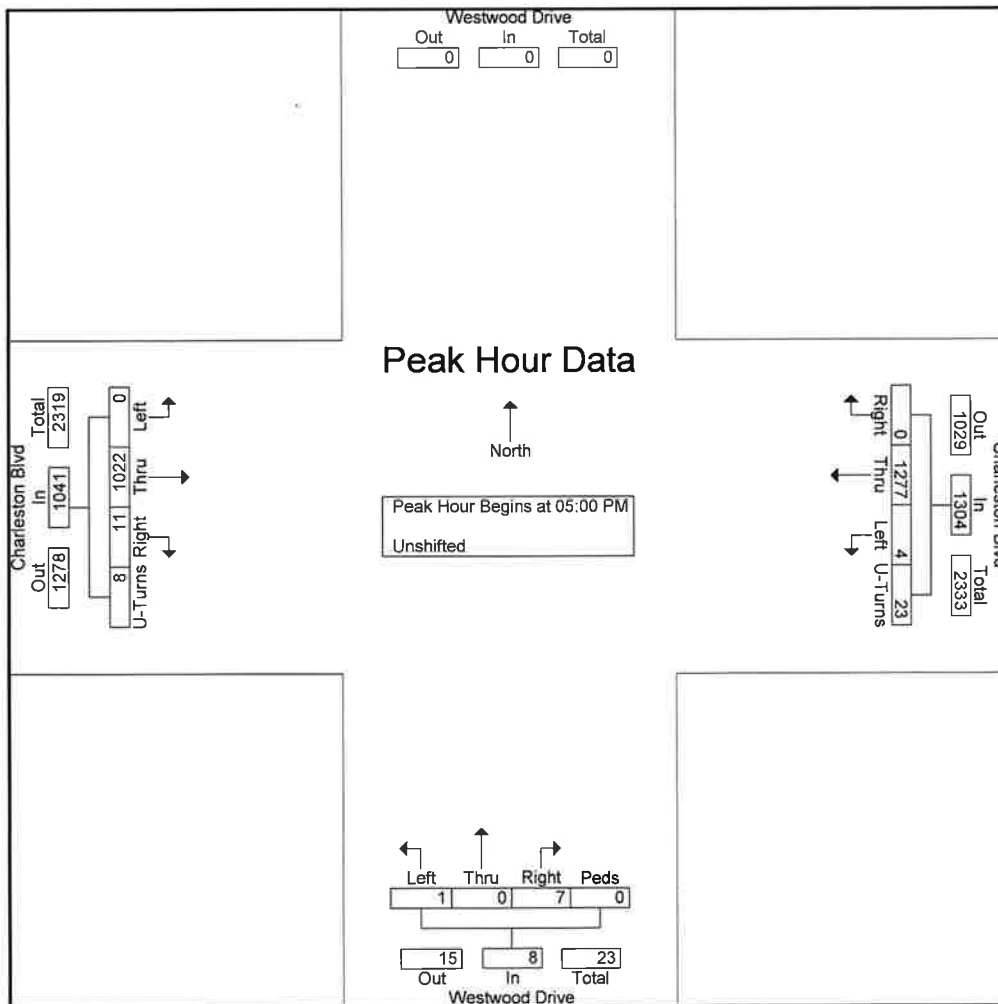 Westwood Drive
Out In Total
0 0 0
Peak Hour Data
North
Peak Hour Begins at 05:00 PM
Unshifted
Charleston Blvd
Out In Total
1278 1041 2319
Left Thru Right U-Turns
0 1022 11 8
Charleston Blvd
Out In Total
1029 1304 2333
Right Thru Left U-Turns
0 1277 4 23
Left Thru Right Peds
1 0 7 0
15 8 23
Out In Total
Westwood Drive